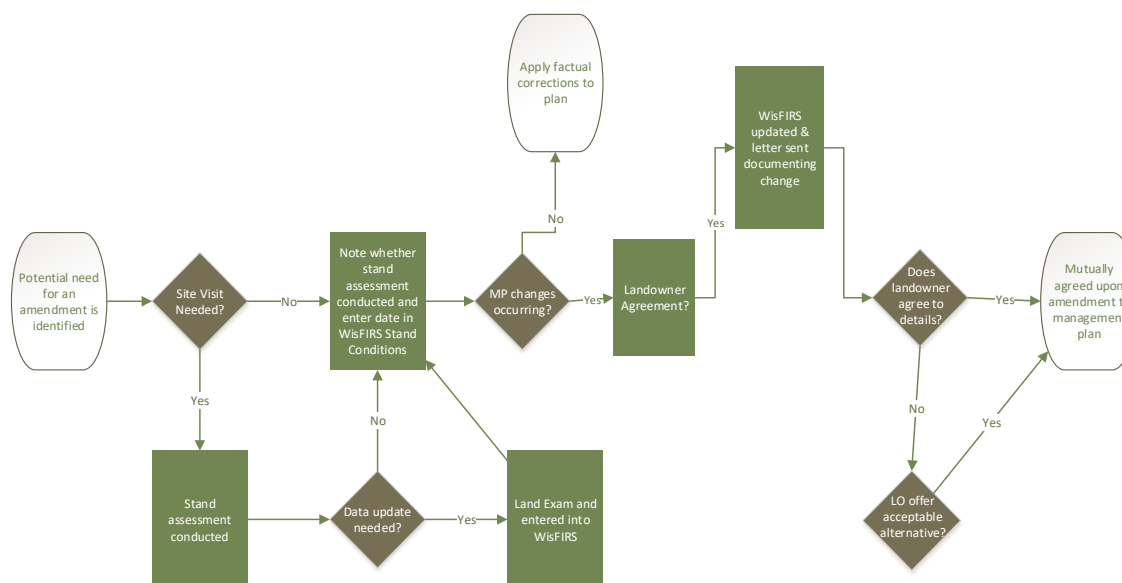 Apply factual
corrections to
plan
WisFIRS
updated &
letter sent
documenting
change
No
Yes
Potential need
for an
amendment is
identified
Site Visit
Needed?
No
Note whether
stand
assessment
conducted and
enter date in
WisFIRS Stand
Conditions
MP changes
occurring?
Yes
Landowner
Agreement?
Does
landowner
agree to
details?
Yes
Mutually
agreed upon
amendment t
management
plan
Yes
No
No
Yes
Stand
assessment
conducted
Data update
needed?
Yes
Land Exam and
entered into
WisFIRS
LO offer
acceptable
alternative?